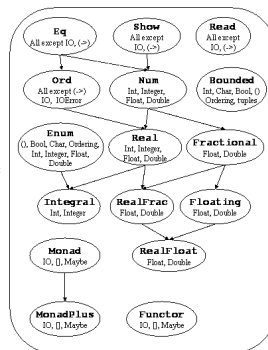 Eq
All except IO, (->)
Show
All except
IO, (->)
Read
All except
IO, (->)
Ord
All except (->)
IO, IOError
Num
Int, Integer,
Float, Double
Bounded
Int, Char, Bool, ()
Ordering, tuples
Enum
(), Bool, Char, Ordering,
Int, Integer, Float,
Double
Real
Int, Integer,
Float, Double
Fractional
Float, Double
Integral
Int, Integer
RealFrac
Float, Double
Floating
Float, Double
Monad
IO, [], Maybe
RealFloat
Float, Double
MonadPlus
IO, [], Maybe
Functor
IO, [], Maybe